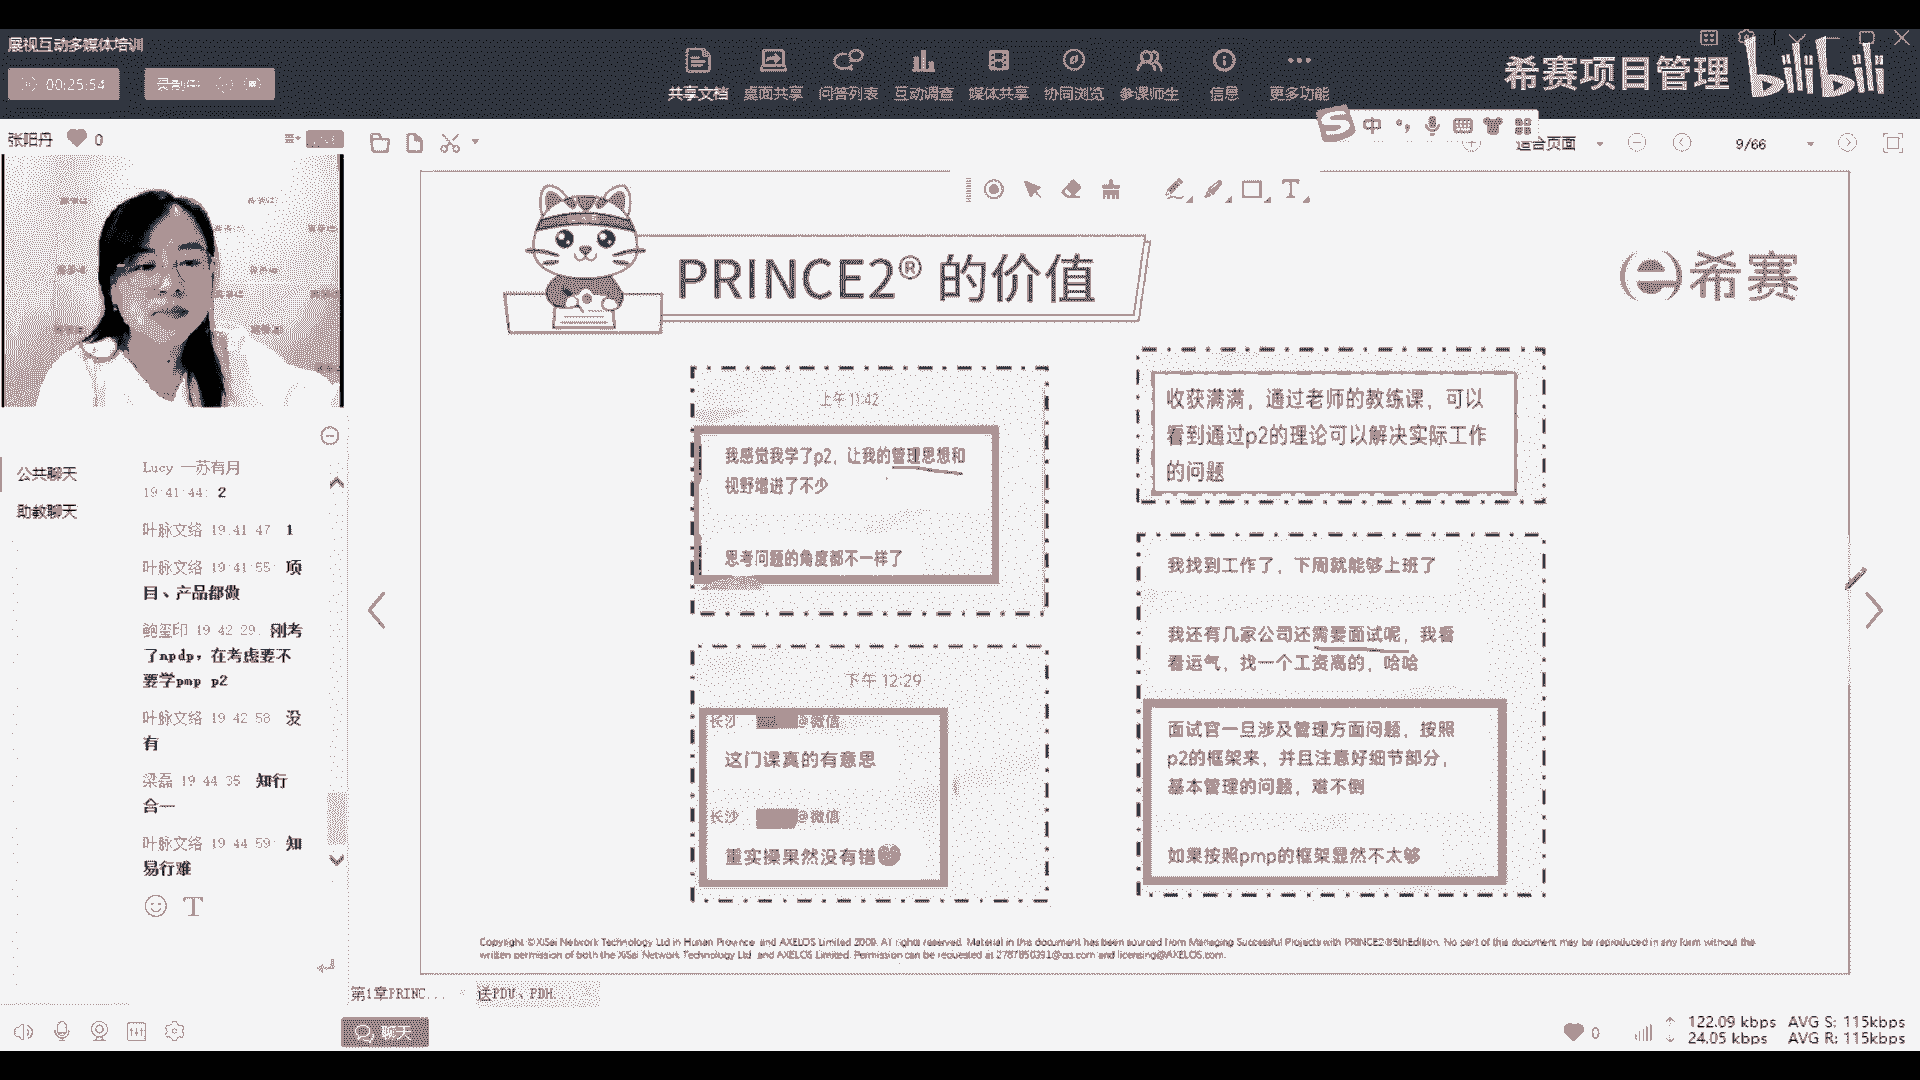 展视互动多媒体培训
00:25:54
共享文档
桌面共享
问答列表
互动调查
媒体共享
协同浏览
参课师生
信息
更多功能
希赛项目管理
bilibili
张阳丹
0
中
适合页面
9/66
PRINCE2® 的价值
希赛
上午 11:42
我感觉我学了p2，让我的管理思想和
视野增进了不少
思考问题的角度都不一样了
收获满满，通过老师的教练课，可以
看到通过p2的理论可以解决实际工作
的问题
下午 12:29
长沙
@微信
这门课真的有意思
长沙
@微信
重实操果然没有错
我找到工作了，下周就能够上班了
我还有几家公司还需要面试呢，我看
看运气，找一个工资高的，哈哈
面试官一旦涉及管理方面问题，按照
p2的框架来，并且注意好细节部分，
基本管理的问题，难不倒
如果按照pmp的框架显然不太够
公共聊天
助教聊天
Lucy 一苏有月
19:41:44: 2
叶脉文络 19:41:47 1
叶脉文络 19:41:55 项
目、产品都做
鲍玺印 19:42:29 刚考
了npdp，在考虑要不
要学pmp p2
叶脉文络 19:42:58 没
有
梁磊 19:44:35 知行
合一
叶脉文络 19:44:59 知
易行难
Copyright © XiSai Network Technology Ltd in Hunan Province and AXELOS Limited 2009. All rights reserved. Material in this document has been sourced from Managing Successful Projects with PRINCE2®5thEdition. No part of this document may be reproduced in any form without the
written permission of both the XiSai Network Technology Ltd and AXELOS Limited. Permission can be requested at 2787850391@qq.com and licensing@AXELOS.com.
第1章PRINC...
送PDU、PDH...
聊天
0
122.09 kbps AVG S: 115kbps
24.05 kbps AVG R: 115kbps